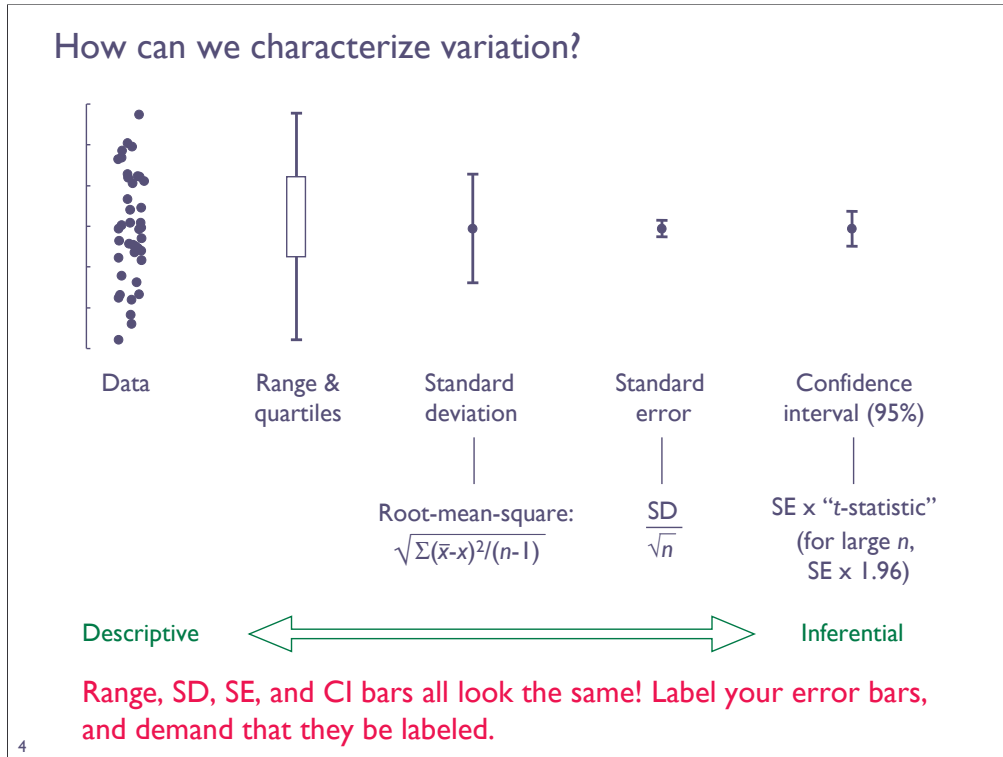 How can we characterize variation?
Data
Range &
quartiles
Standard
deviation
Standard
error
Confidence
interval (95%)
Root-mean-square:
√Σ(x̄-x)²/(n-1)
SD
√n
SE x “t-statistic”
(for large n,
SE x 1.96)
Descriptive
Inferential
Range, SD, SE, and CI bars all look the same! Label your error bars,
and demand that they be labeled.
4